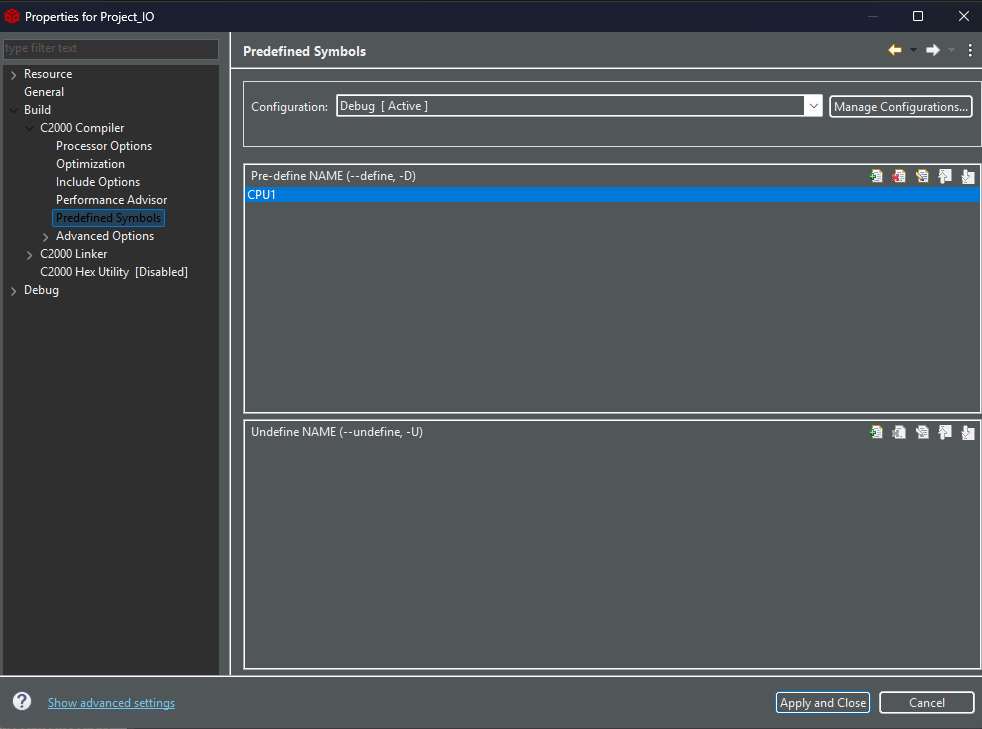 Properties for Project_IO
type filter text
Resource
General
Build
C2000 Compiler
Processor Options
Optimization
Include Options
Performance Advisor
Predefined Symbols
Advanced Options
C2000 Linker
C2000 Hex Utility [Disabled]
Debug
Predefined Symbols
Configuration: Debug [ Active ] Manage Configurations...
Pre-define NAME (--define, -D)
CPU1
Undefine NAME (--undefine, -U)
? Show advanced settings
Apply and Close Cancel